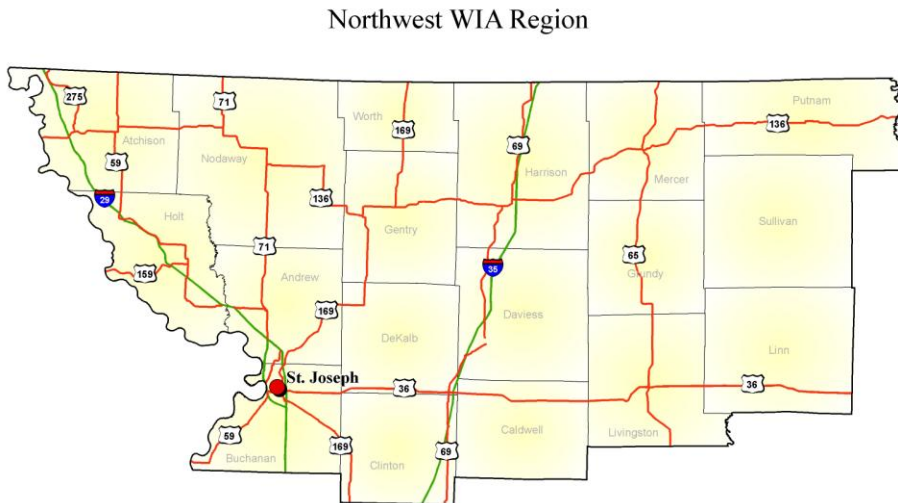 Northwest WIA Region
275
71
Worth
169
Putnam
136
Atchison
59
Nodaway
69
Harrison
Mercer
136
29
Holt
Gentry
Sullivan
71
65
159
Andrew
35
Grundy
169
Daviess
DeKalb
Linn
St. Joseph
36
36
59
169
69
Caldwell
Livingston
Buchanan
Clinton